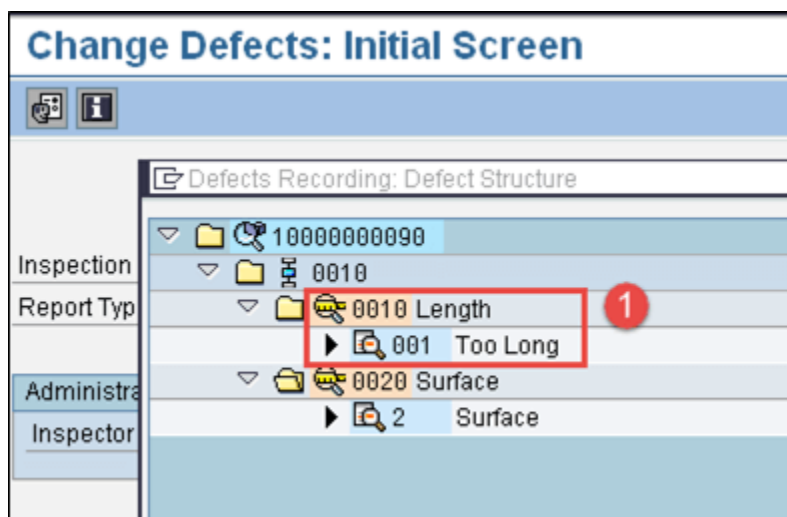 Change Defects: Initial Screen
Defects Recording: Defect Structure
10000000090
Inspection
0010
Report Typ
0010 Length
1
001 Too Long
0020 Surface
Administra
2 Surface
Inspector